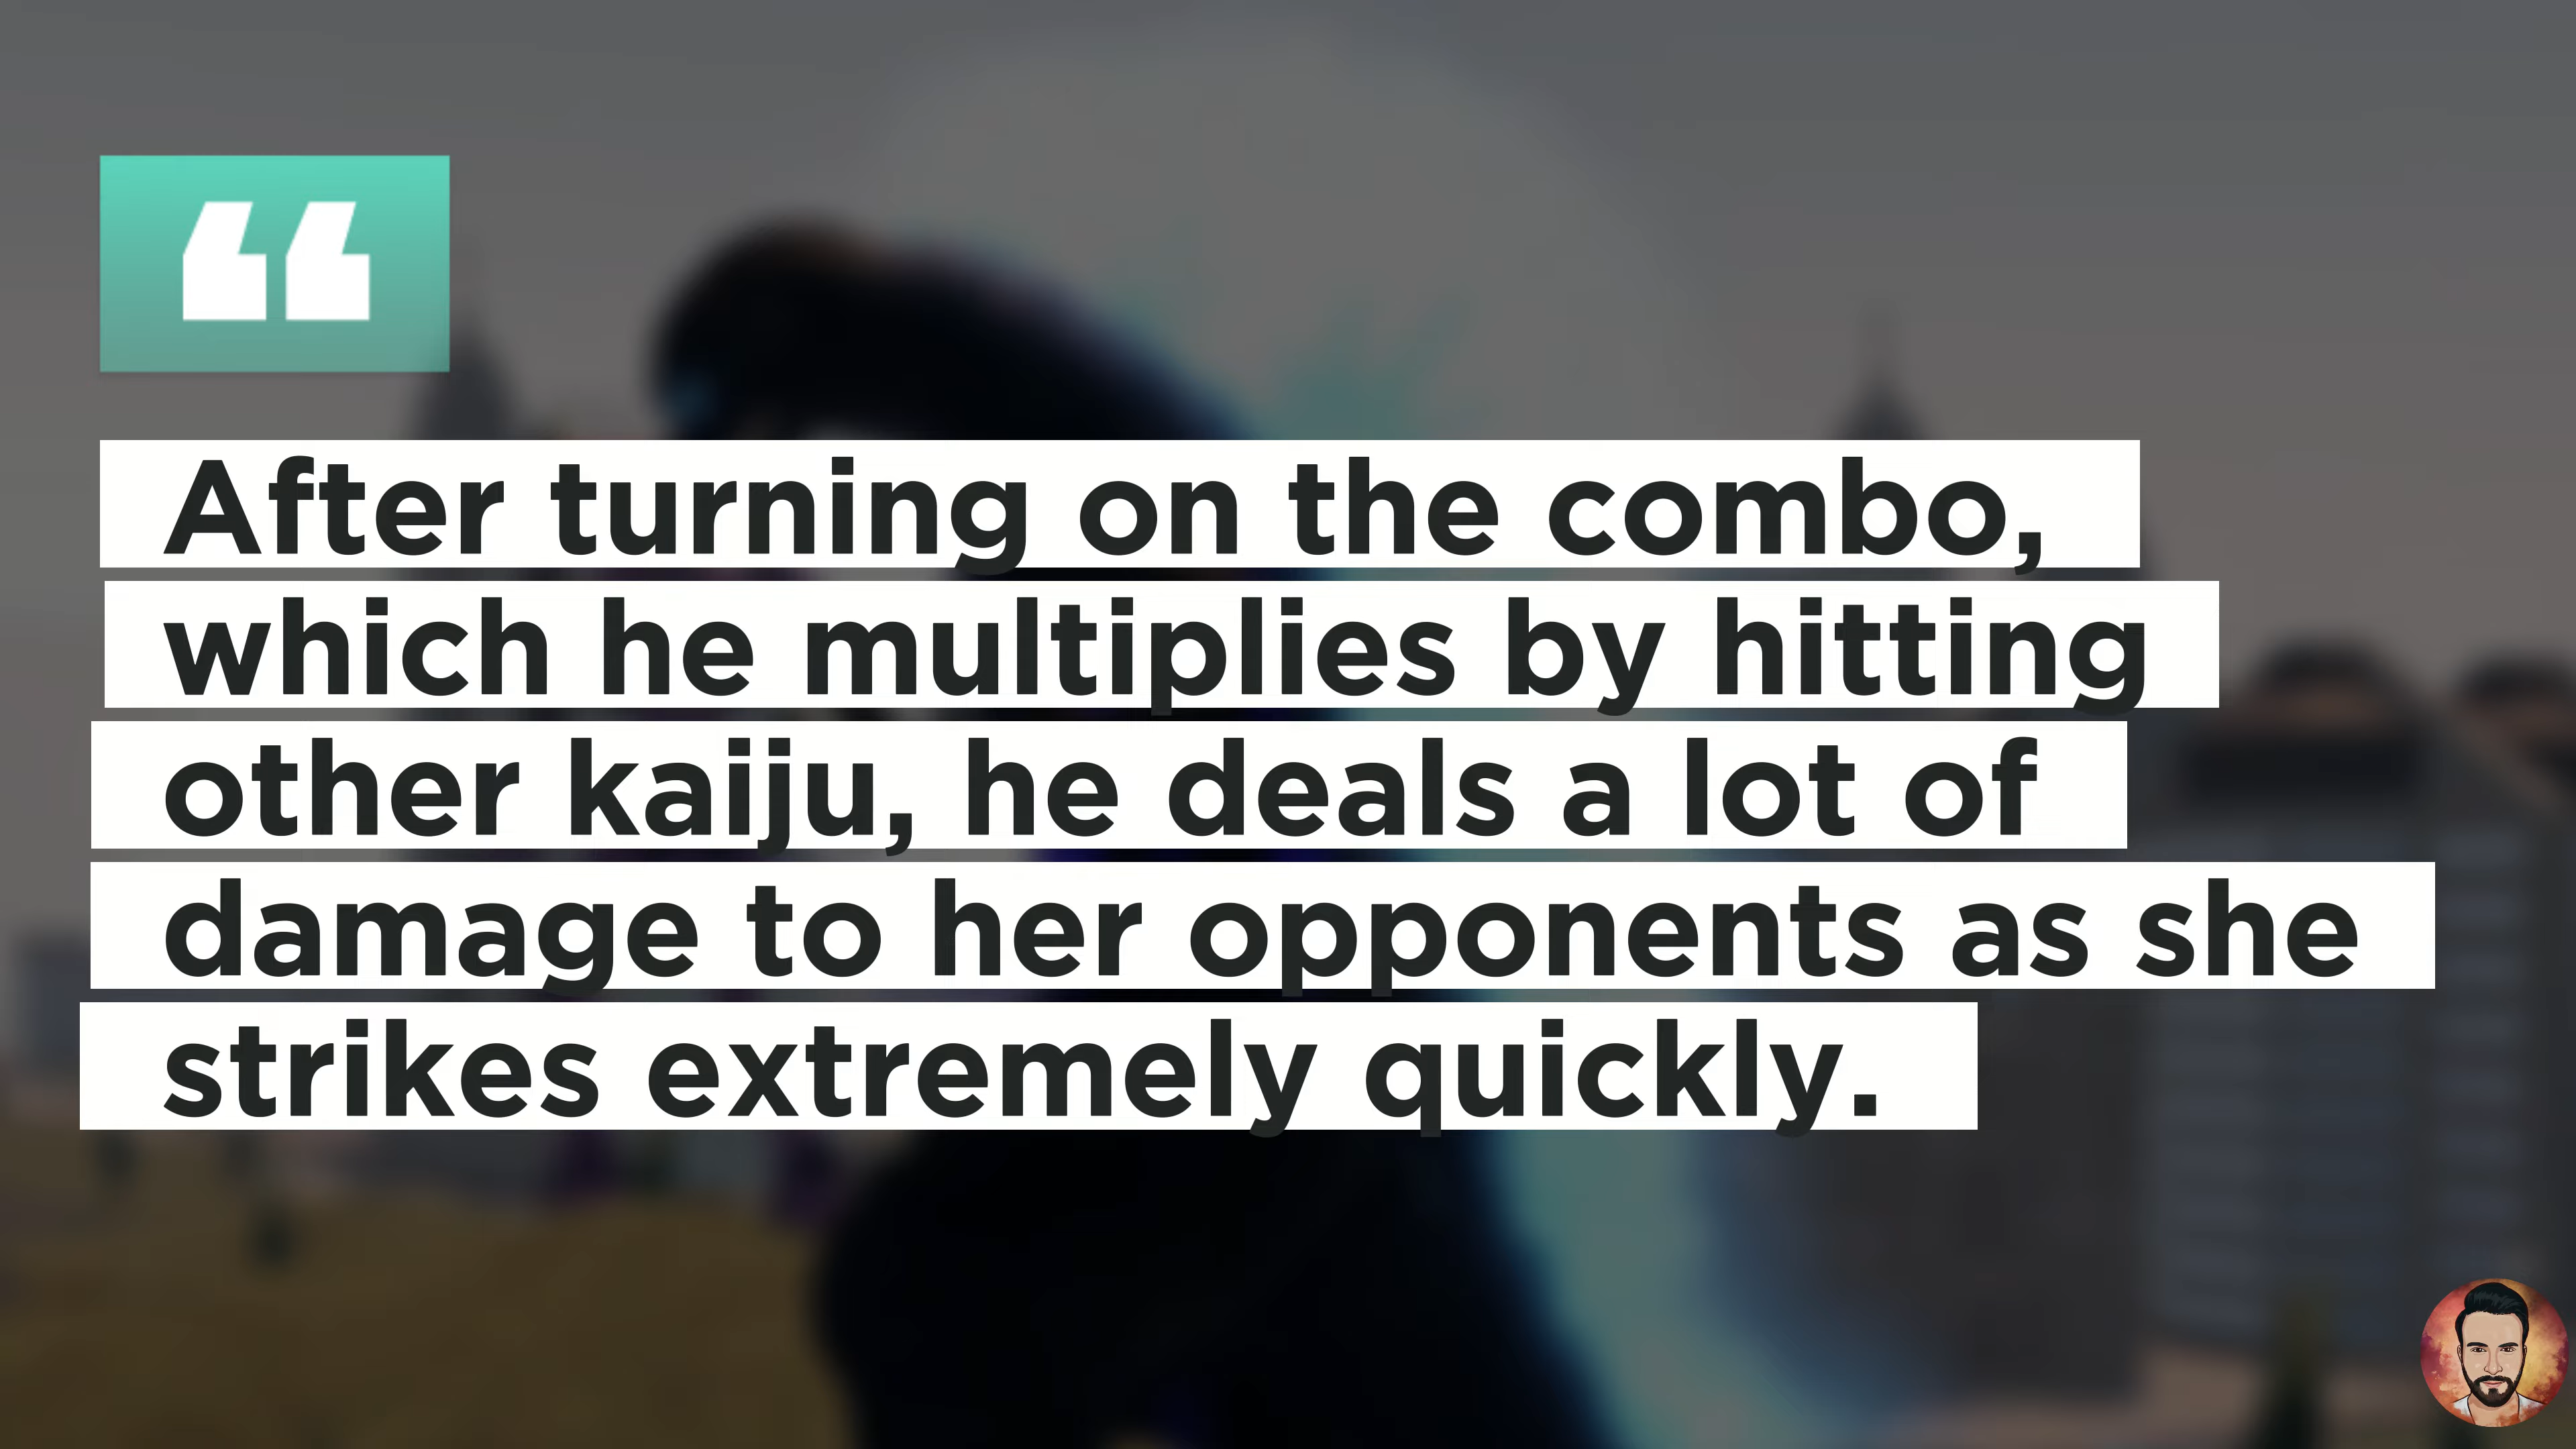 “
After turning on the combo,
which he multiplies by hitting
other kaiju, he deals a lot of
damage to her opponents as she
strikes extremely quickly.